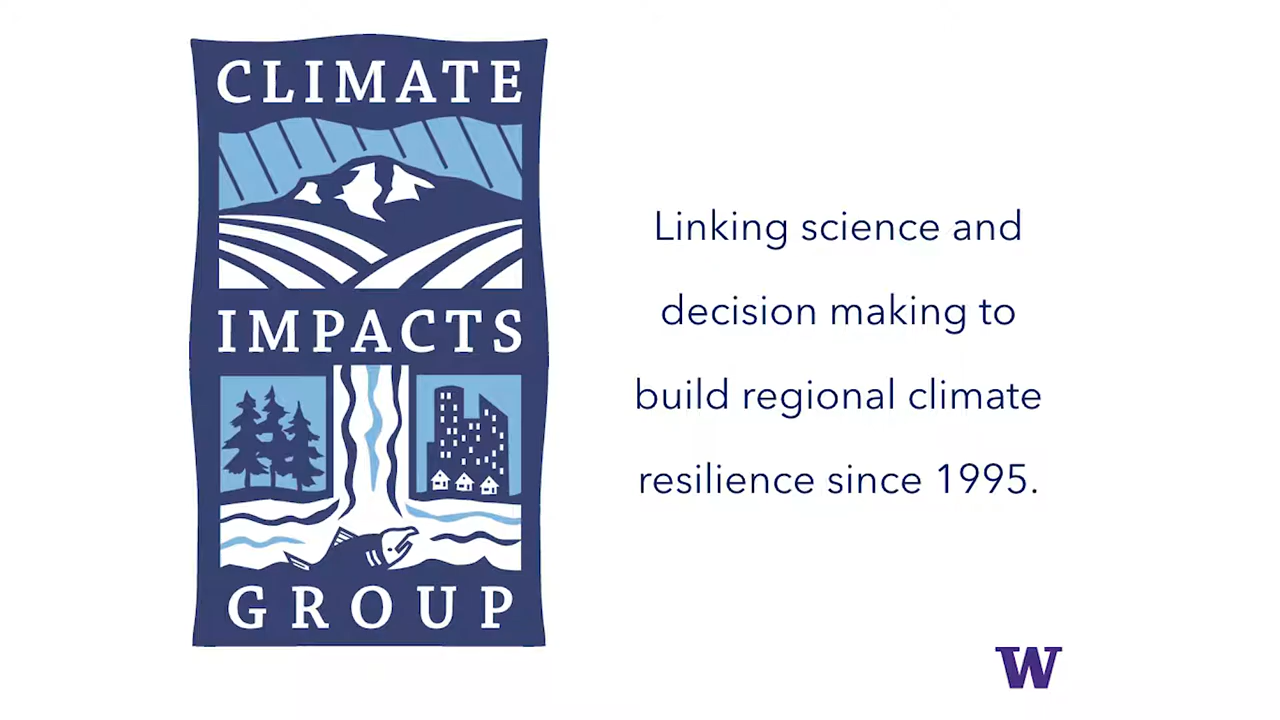 CLIMATE
IMPACTS
GROUP
Linking science and
decision making to
build regional climate
resilience since 1995.
W